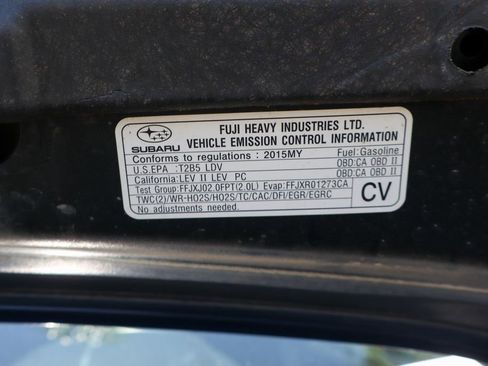 SUBARU
FUJI HEAVY INDUSTRIES LTD.
VEHICLE EMISSION CONTROL INFORMATION
Conforms to regulations : 2015MY Fuel:Gasoline
U.S.EPA :T2B5 LDV OBD:CA OBD II
California:LEV II LEV PC OBD:CA OBD II
Test Group:FFJXJ02.0FPT(2.0L) Evap:FFJXR01273CA
TWC(2)/WR-HO2S/HO2S/TC/CAC/DFI/EGR/EGRC
No adjustments needed.
CV